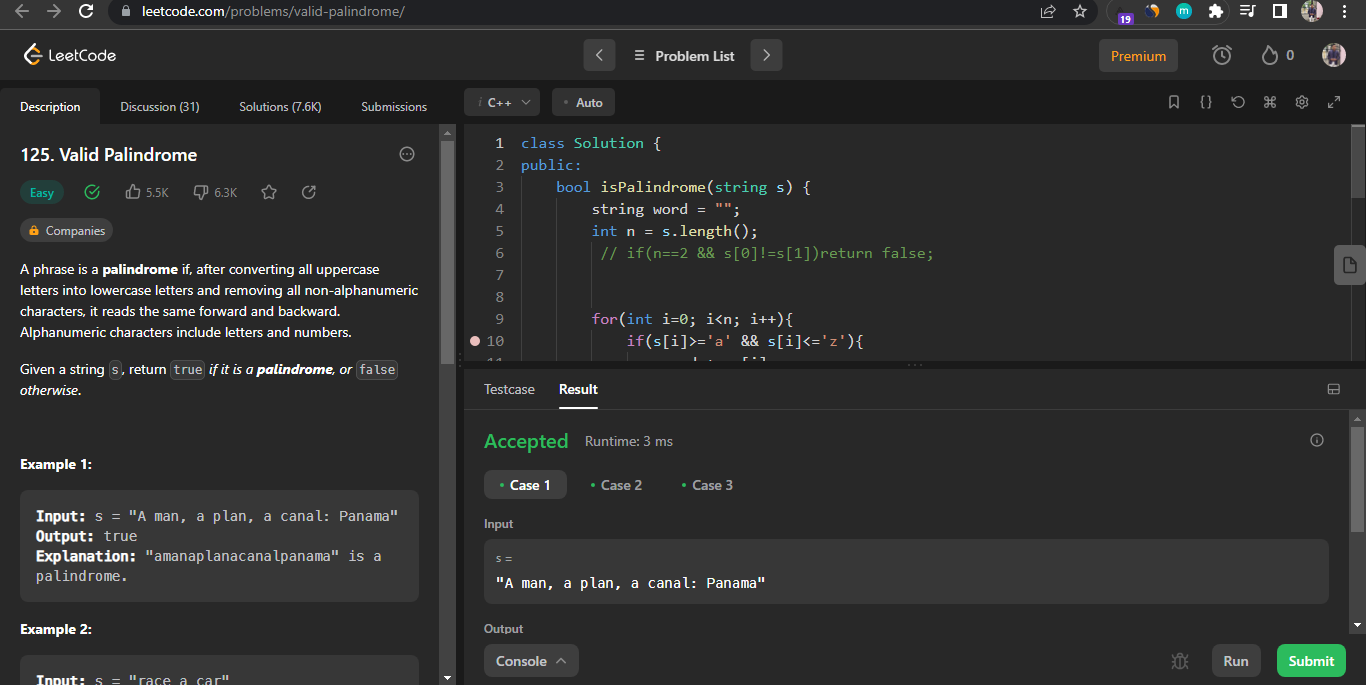 leetcode.com/problems/valid-palindrome/
19
m
LeetCode
Problem List
Premium
0
Description
Discussion (31)
Solutions (7.6K)
Submissions
i C++
• Auto
125. Valid Palindrome
Easy
5.5K
6.3K
Companies
A phrase is a palindrome if, after converting all uppercase
letters into lowercase letters and removing all non-alphanumeric
characters, it reads the same forward and backward.
Alphanumeric characters include letters and numbers.
Given a string s, return true if it is a palindrome, or false
otherwise.
Example 1:
Input: s = "A man, a plan, a canal: Panama"
Output: true
Explanation: "amanaplanacanalpanama" is a
palindrome.
Example 2:
Input: s = "race a car"
1 class Solution {
2 public:
3 bool isPalindrome(string s) {
4 string word = "";
5 int n = s.length();
6 // if(n==2 && s[0]!=s[1])return false;
7
8
9 for(int i=0; i<n; i++){
10 if(s[i]>='a' && s[i]<='z'){
Testcase
Result
Accepted
Runtime: 3 ms
• Case 1
• Case 2
• Case 3
Input
s =
"A man, a plan, a canal: Panama"
Output
Console
Run
Submit